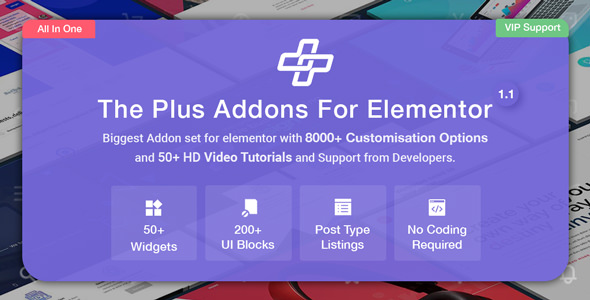 All In One
VIP Support
The Plus Addons For Elementor
1.1
Biggest Addon set for elementor with 8000+ Customisation Options
and 50+ HD Video Tutorials and Support from Developers.
50+
Widgets
200+
UI Blocks
Post Type
Listings
No Coding
Required